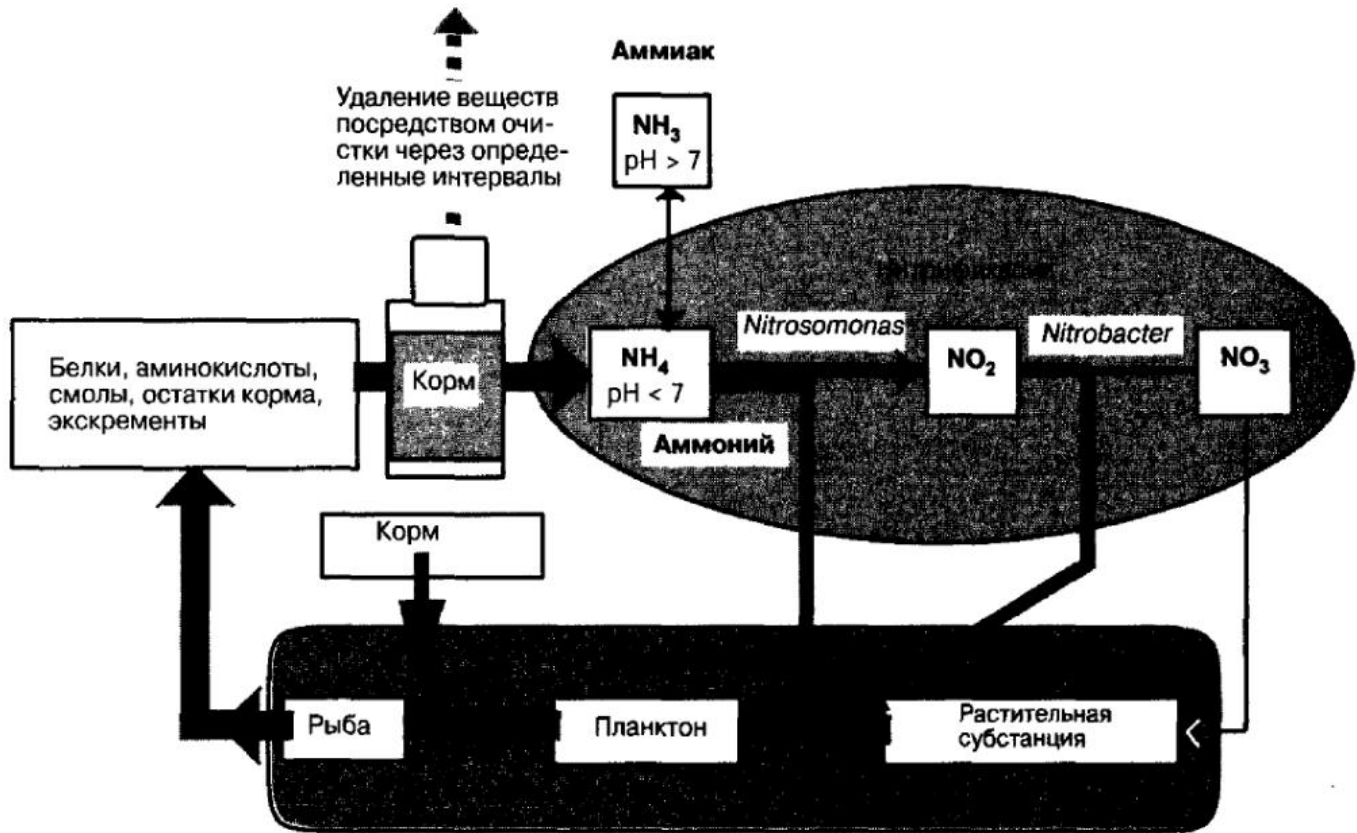 Аммиак
Удаление веществ
посредством очи-
стки через опреде-
ленные интервалы
NH₃
pH > 7
Nitrosomonas
Nitrobacter
Белки, аминокислоты,
смолы, остатки корма,
экскременты
Корм
NH₄
pH < 7
NO₂
NO₃
Аммоний
Корм
Рыба
Планктон
Растительная
субстанция